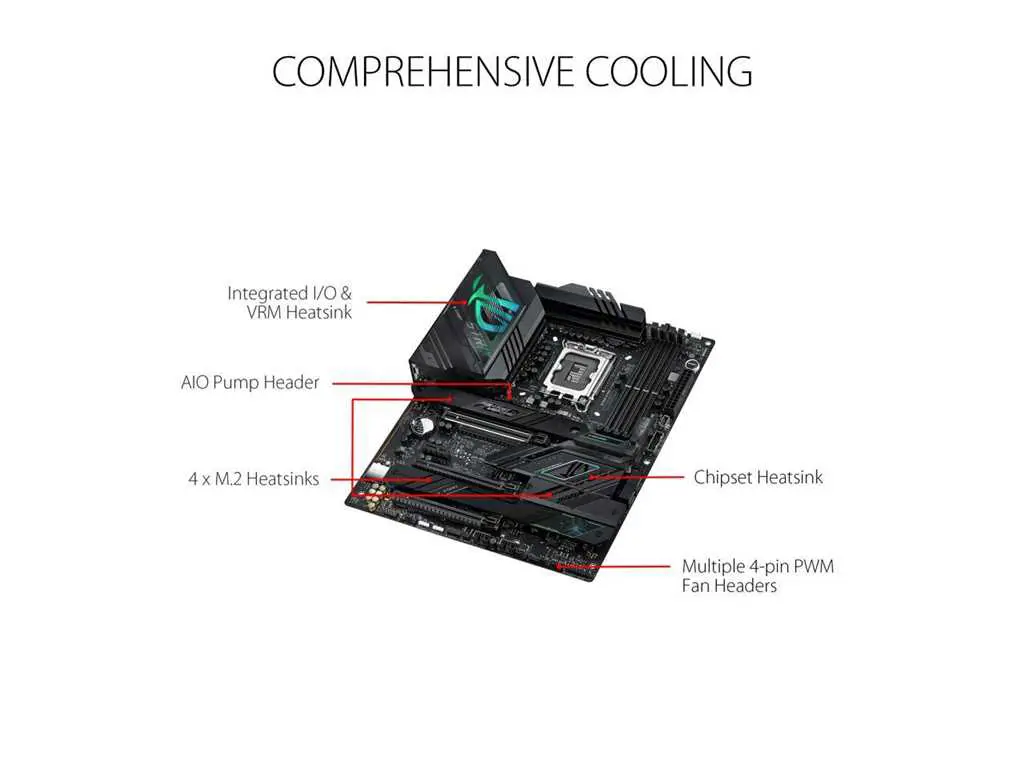 COMPREHENSIVE COOLING
Integrated I/O &
VRM Heatsink
AIO Pump Header
4 x M.2 Heatsinks
Chipset Heatsink
Multiple 4-pin PWM
Fan Headers